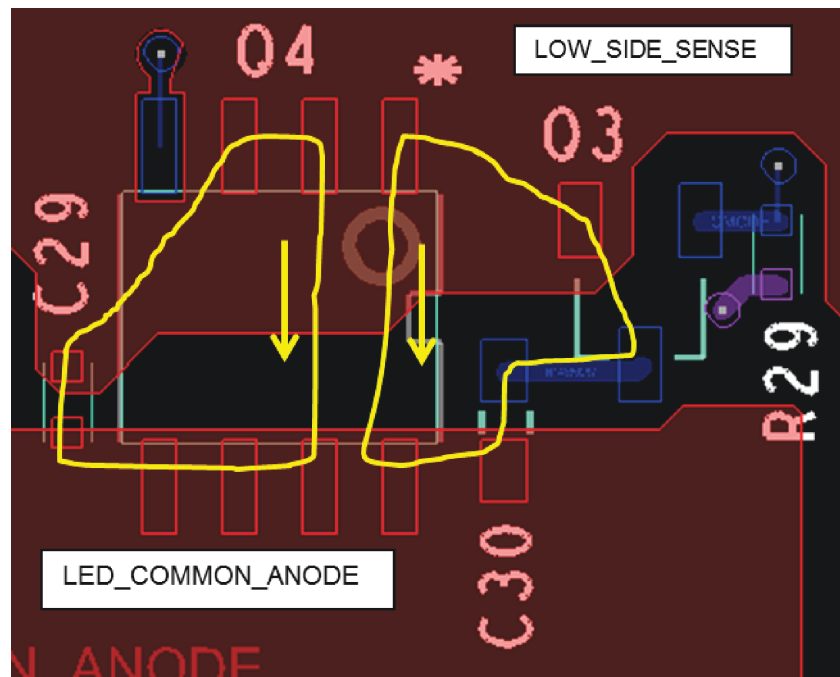 Q4
*
LOW_SIDE_SENSE
Q3
C29
R29
LED_COMMON_ANODE
C30
N_ANODE